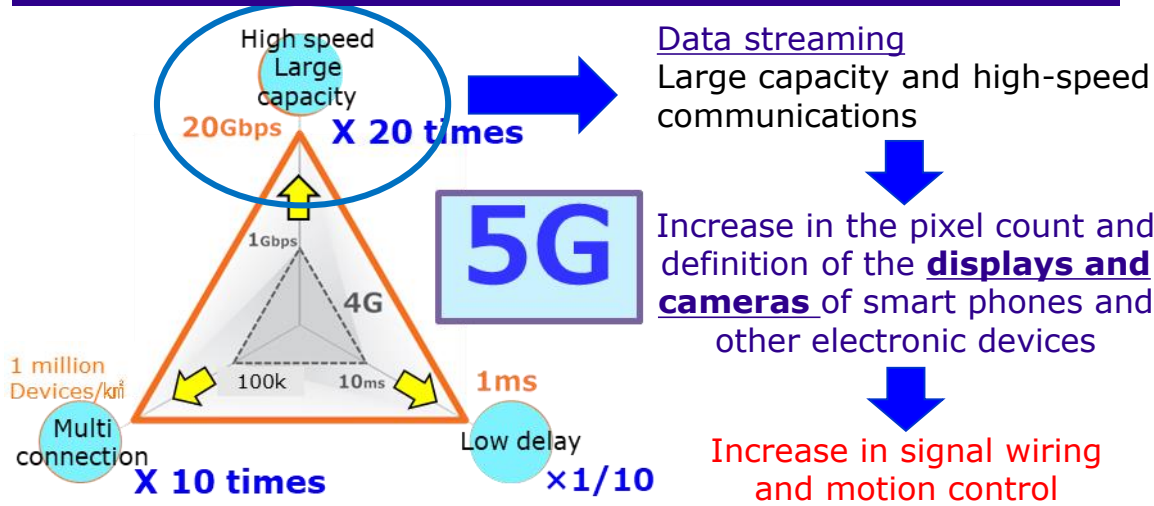 High speed
Large
capacity
20Gbps
X 20 times
1Gbps
4G
1 million
Devices/k㎡
100k
10ms
1ms
Multi
connection
X 10 times
Low delay
×1/10
5G
Data streaming
Large capacity and high-speed
communications
Increase in the pixel count and
definition of the displays and
cameras of smart phones and
other electronic devices
Increase in signal wiring
and motion control